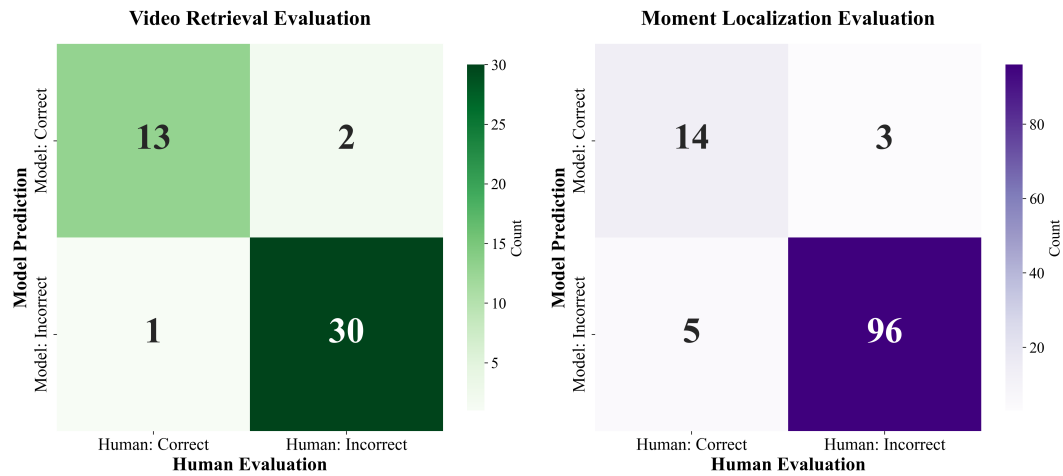 Video Retrieval Evaluation
Model Prediction
Model: Correct
Model: Incorrect
13
2
1
30
Human: Correct
Human: Incorrect
Human Evaluation
30
25
20
15
10
5
Count
Moment Localization Evaluation
Model Prediction
Model: Correct
Model: Incorrect
14
3
5
96
Human: Correct
Human: Incorrect
Human Evaluation
80
60
40
20
Count